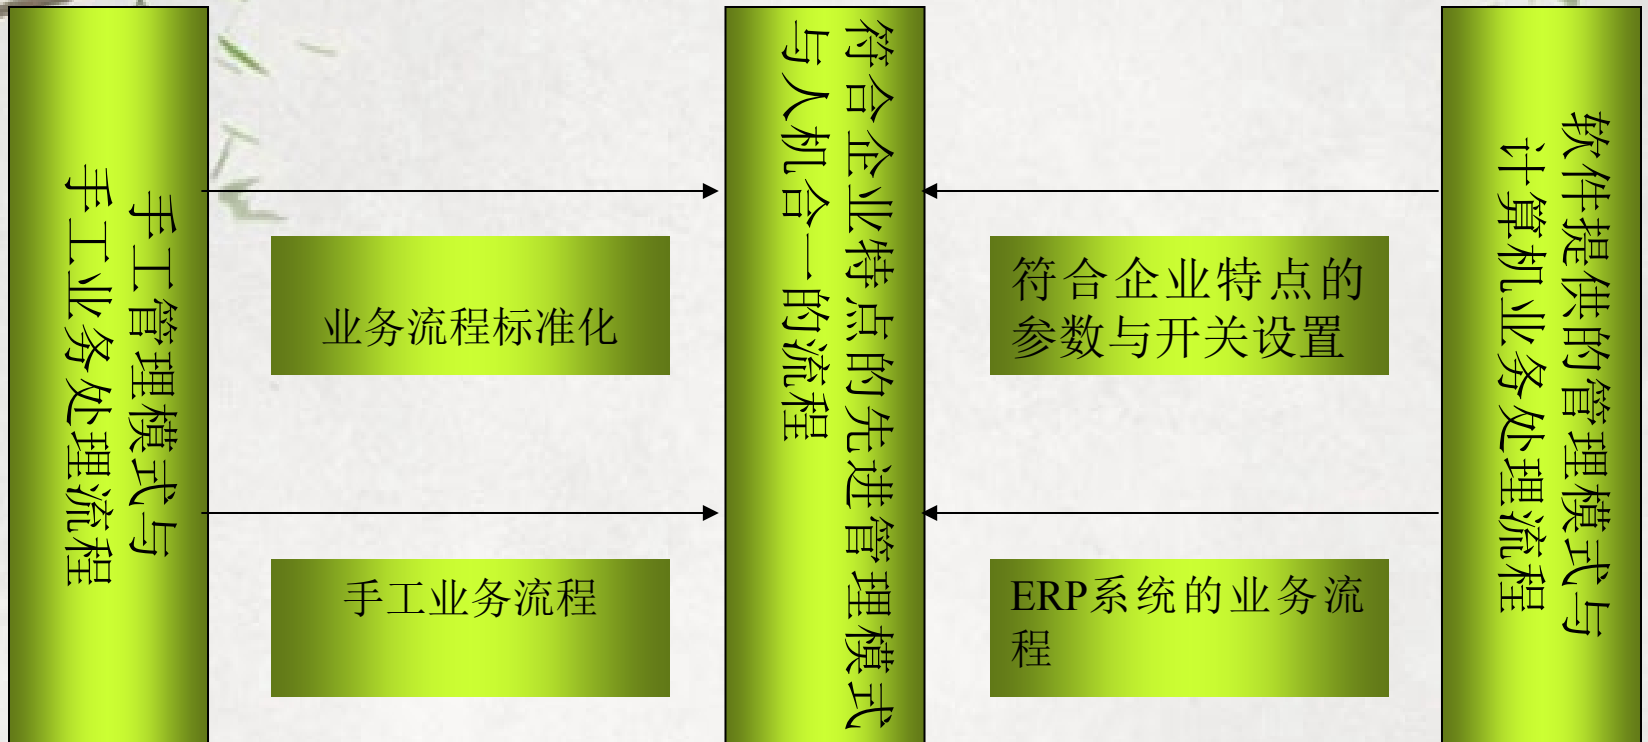 手工管理模式与
手工业务处理流程
业务流程标准化
手工业务流程
符合企业特点的先进管理模式
与人机合一的流程
符合企业特点的
参数与开关设置
ERP系统的业务流
程
软件提供的管理模式与
计算机业务处理流程